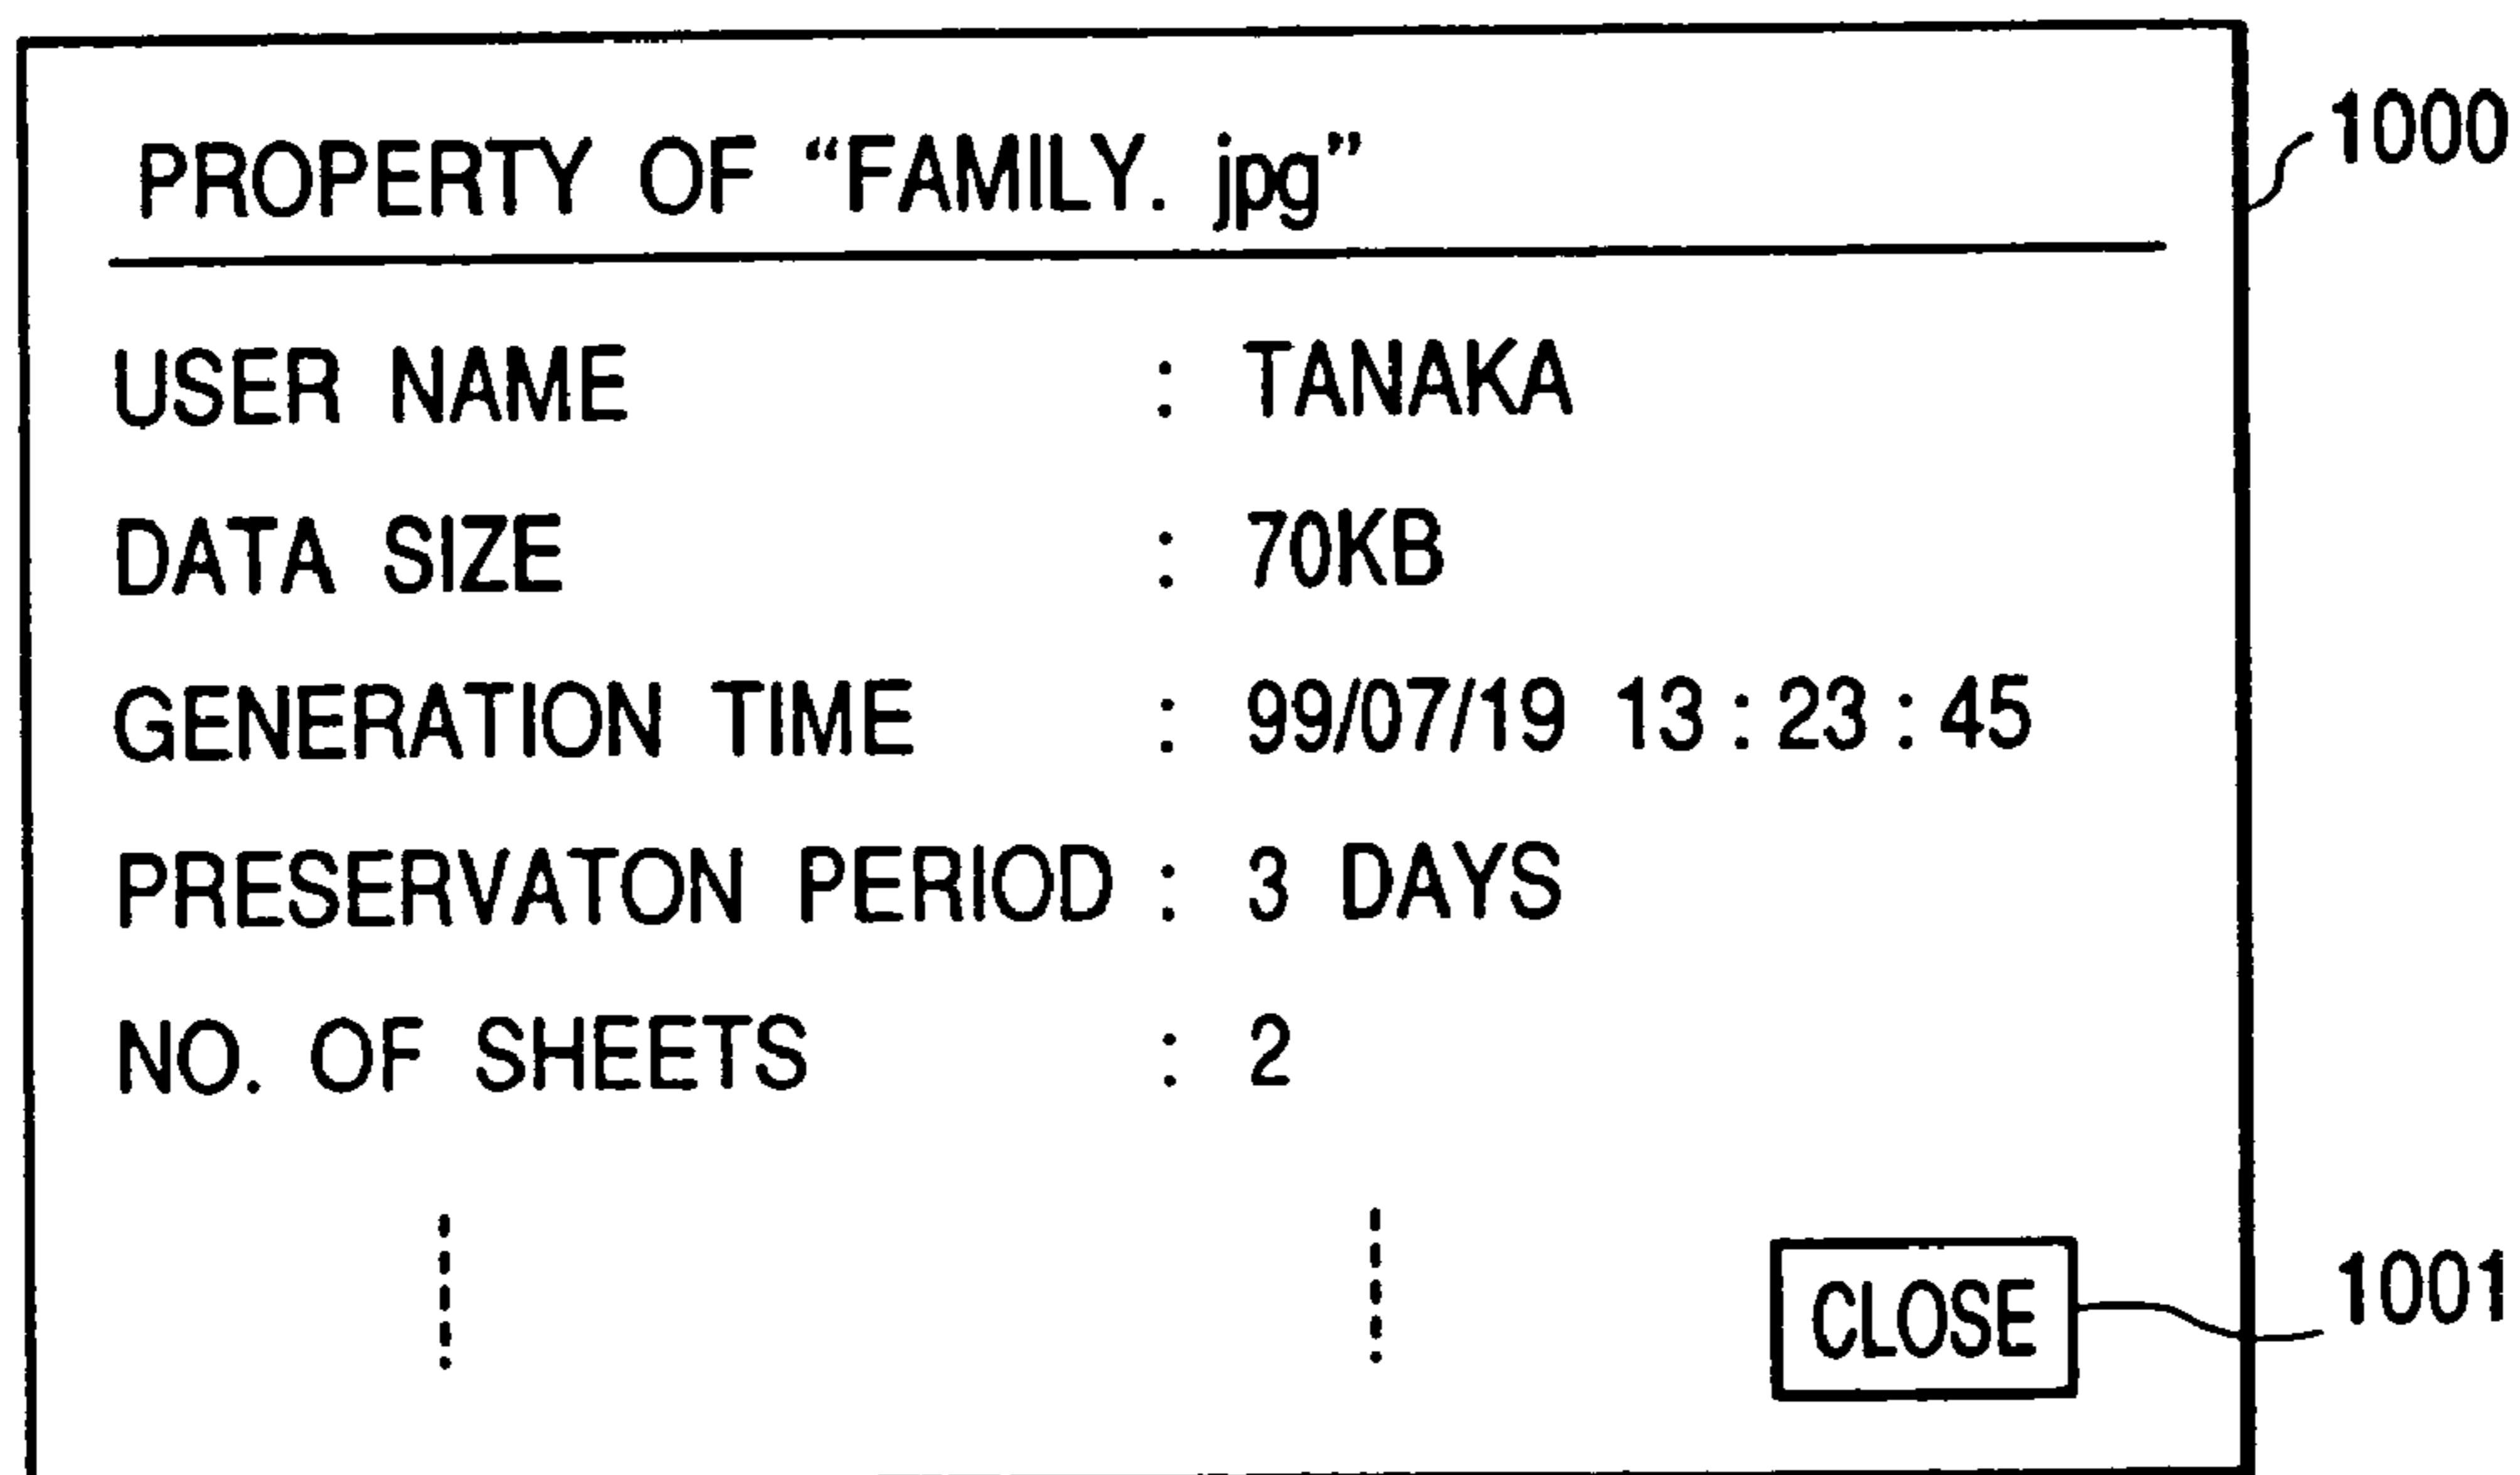 PROPERTY OF “FAMILY. jpg”
1000
USER NAME : TANAKA
DATA SIZE : 70KB
GENERATION TIME : 99/07/19 13:23:45
PRESERVATON PERIOD : 3 DAYS
NO. OF SHEETS : 2
CLOSE
1001